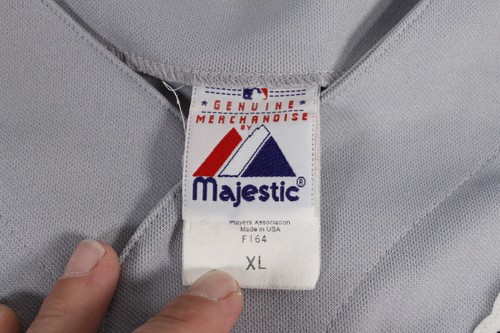 GENUINE
MERCHANDISE
BY
Majestic®
Players Association
Made in USA
F164
XL